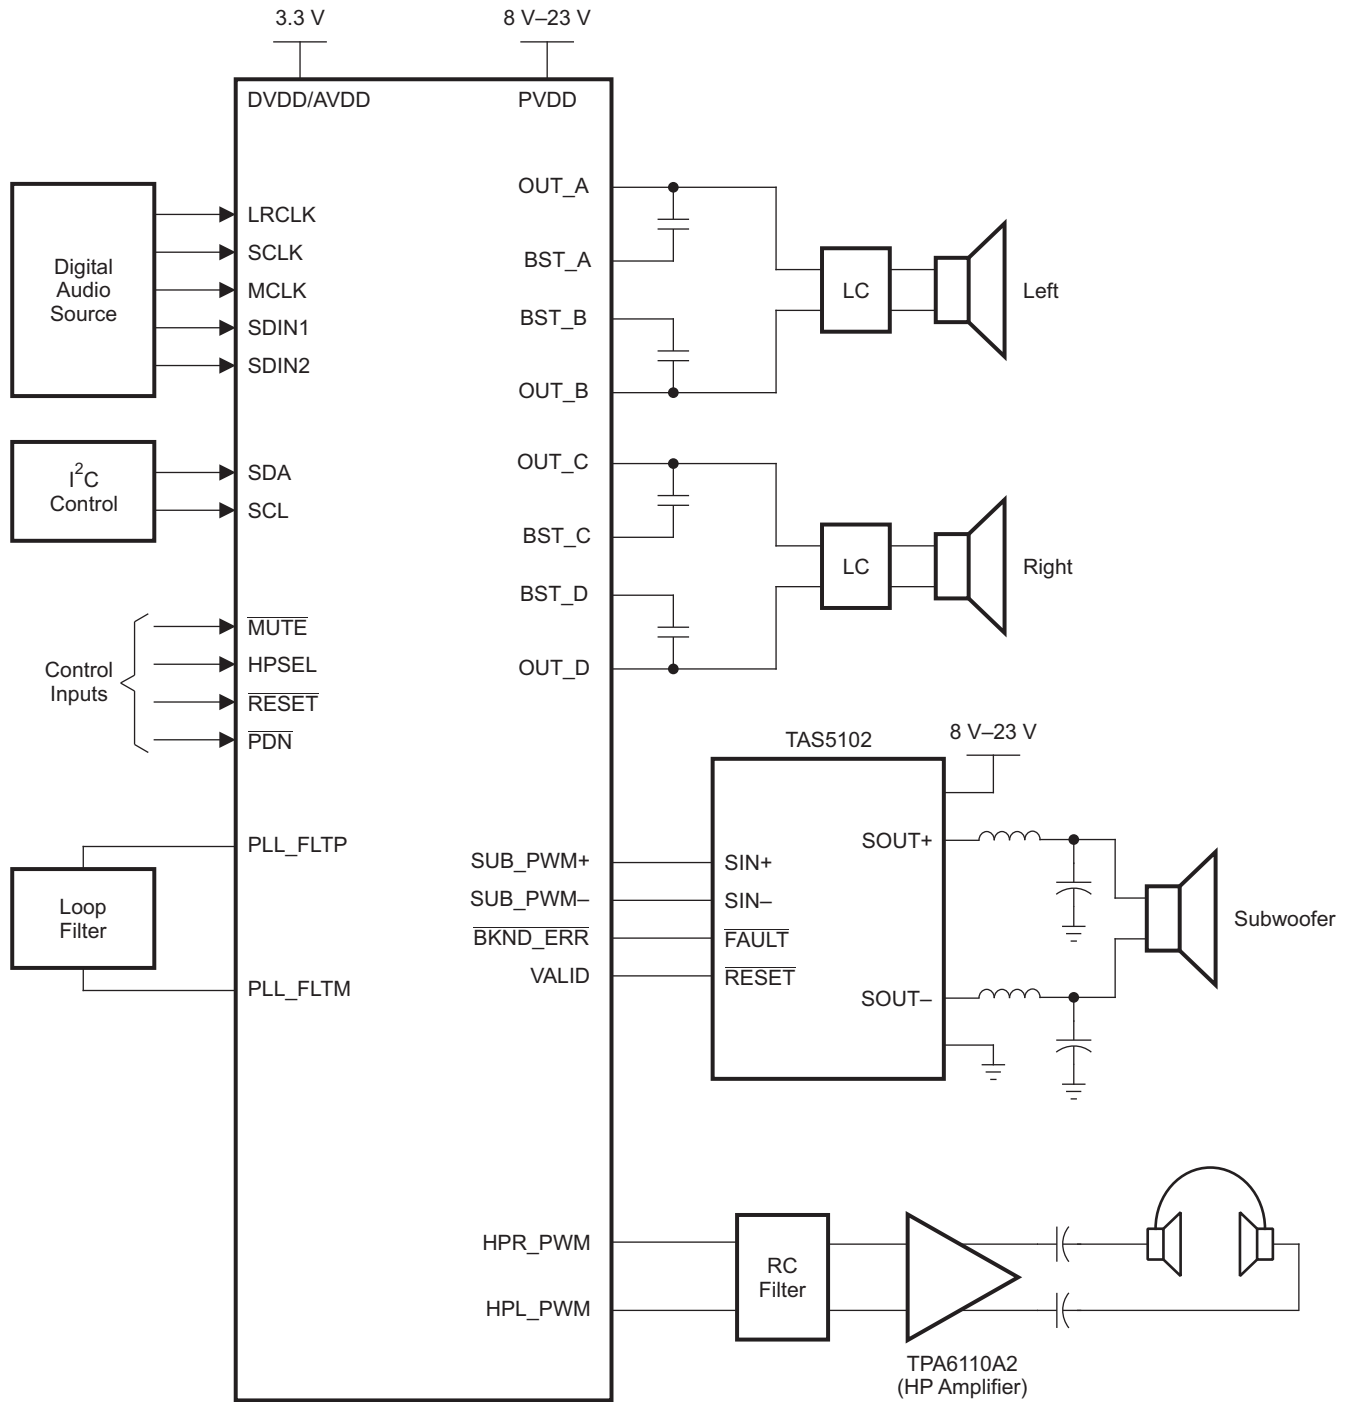 3.3 V
8 V–23 V
DVDD/AVDD
PVDD
Digital
Audio
Source
LRCLK
SCLK
MCLK
SDIN1
SDIN2
I²C
Control
SDA
SCL
Control
Inputs
MUTE
HPSEL
RESET
PDN
Loop
Filter
PLL_FLTP
PLL_FLTM
OUT_A
BST_A
BST_B
OUT_B
LC
Left
OUT_C
BST_C
BST_D
OUT_D
LC
Right
TAS5102
8 V–23 V
SUB_PWM+
SUB_PWM–
BKND_ERR
VALID
SIN+
SIN–
FAULT
RESET
SOUT+
SOUT–
Subwoofer
HPR_PWM
HPL_PWM
RC
Filter
TPA6110A2
(HP Amplifier)